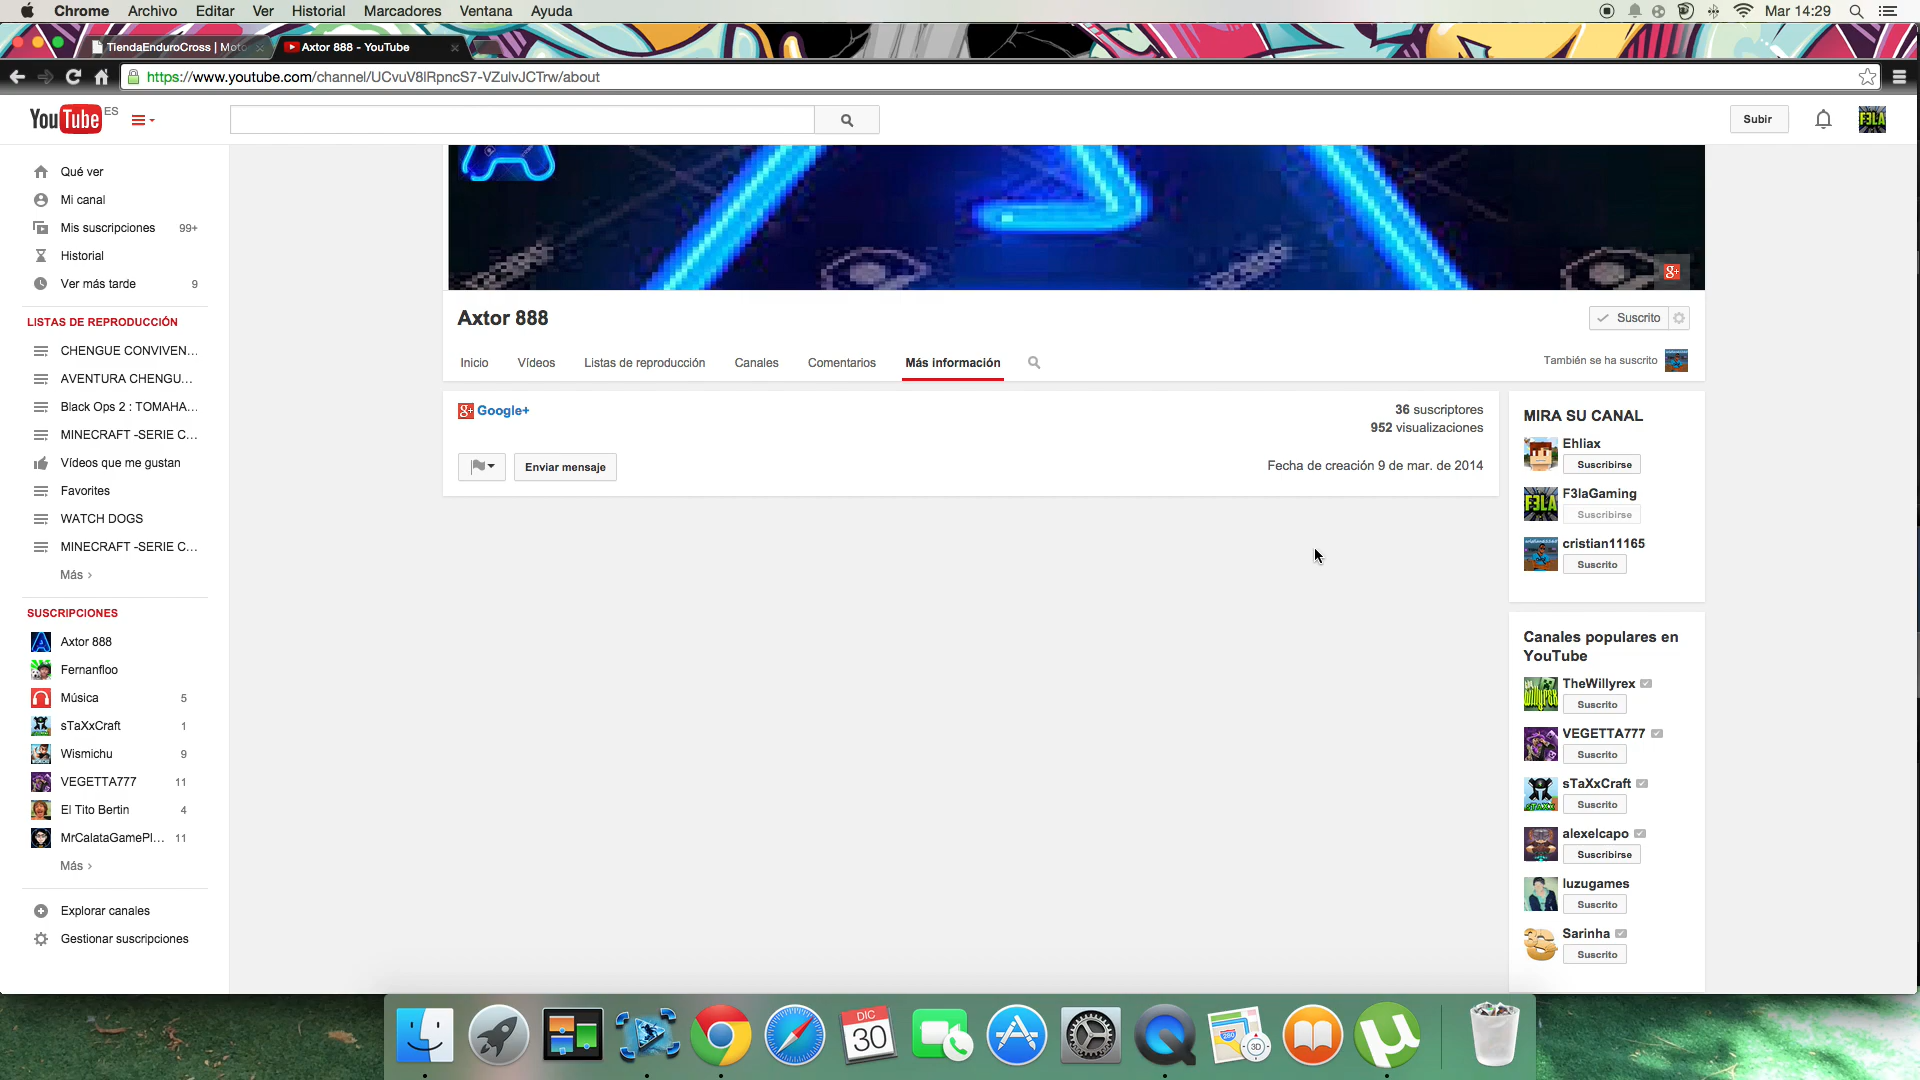 Chrome Archivo Editar Ver Historial Marcadores Ventana Ayuda
Mar 14:29
TiendaEnduroCross | Moto
Axtor 888 - YouTube
https://www.youtube.com/channel/UCvuV8lRpncS7-VZulvJCTrw/about
YouTube ES
Subir
F3LA
Qué ver
Mi canal
Mis suscripciones 99+
Historial
Ver más tarde 9
LISTAS DE REPRODUCCIÓN
CHENGUE CONVIVEN...
AVENTURA CHENGU...
Black Ops 2 : TOMAHA...
MINECRAFT -SERIE C...
Vídeos que me gustan
Favorites
WATCH DOGS
MINECRAFT -SERIE C...
Más >
SUSCRIPCIONES
Axtor 888
Fernanfloo
Música 5
sTaXxCraft 1
Wismichu 9
VEGETTA777 11
El Tito Bertin 4
MrCalataGamePl... 11
Más >
Explorar canales
Gestionar suscripciones
g+
Axtor 888
Suscrito
Inicio Vídeos Listas de reproducción Canales Comentarios Más información
También se ha suscrito
g+ Google+
36 suscriptores
952 visualizaciones
Enviar mensaje
Fecha de creación 9 de mar. de 2014
MIRA SU CANAL
Ehliax
Suscribirse
F3LA
F3laGaming
Suscribirse
cristian11165
Suscrito
Canales populares en
YouTube
TheWillyrex
Suscrito
VEGETTA777
Suscrito
sTaXxCraft
Suscrito
alexelcapo
Suscribirse
luzugames
Suscrito
Sarinha
Suscrito
DIC
30
3D